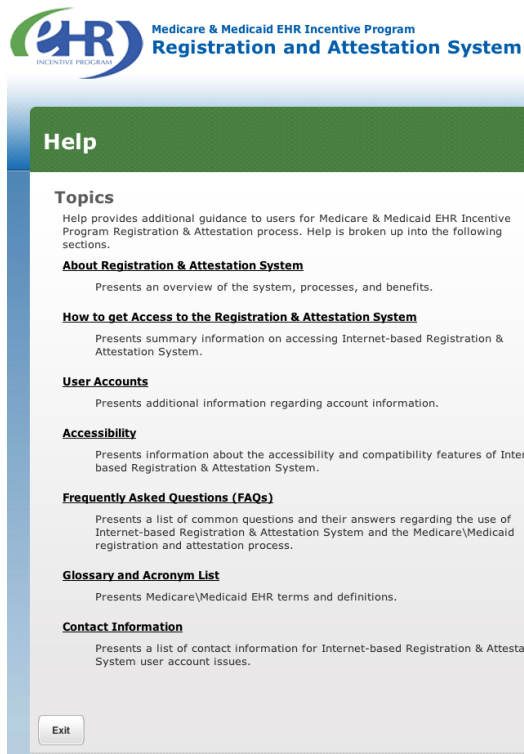 eHR
INCENTIVE PROGRAM
Medicare & Medicaid EHR Incentive Program
Registration and Attestation System
Help
Topics
Help provides additional guidance to users for Medicare & Medicaid EHR Incentive
Program Registration & Attestation process. Help is broken up into the following
sections.
About Registration & Attestation System
Presents an overview of the system, processes, and benefits.
How to get Access to the Registration & Attestation System
Presents summary information on accessing Internet-based Registration &
Attestation System.
User Accounts
Presents additional information regarding account information.
Accessibility
Presents information about the accessibility and compatibility features of
based Registration & Attestation System.
Frequently Asked Questions (FAQs)
Presents a list of common questions and their answers regarding the use of
Internet-based Registration & Attestation System and the Medicare\Medicaid
registration and attestation process.
Glossary and Acronym List
Presents Medicare\Medicaid EHR terms and definitions.
Contact Information
Presents a list of contact information for Internet-based Registration &
System user account issues.
Exit